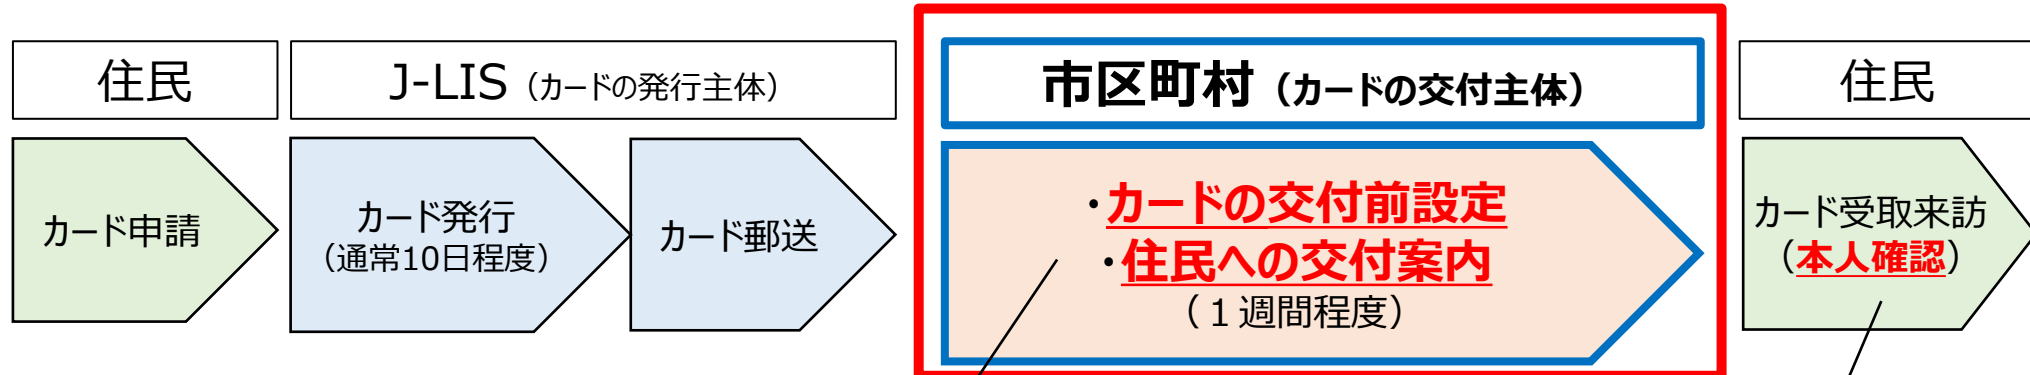 住民
J-LIS（カードの発行主体）
市区町村（カードの交付主体）
住民
カード申請
カード発行
（通常10日程度）
カード郵送
・カードの交付前設定
・住民への交付案内
（１週間程度）
カード受取来訪
（本人確認）